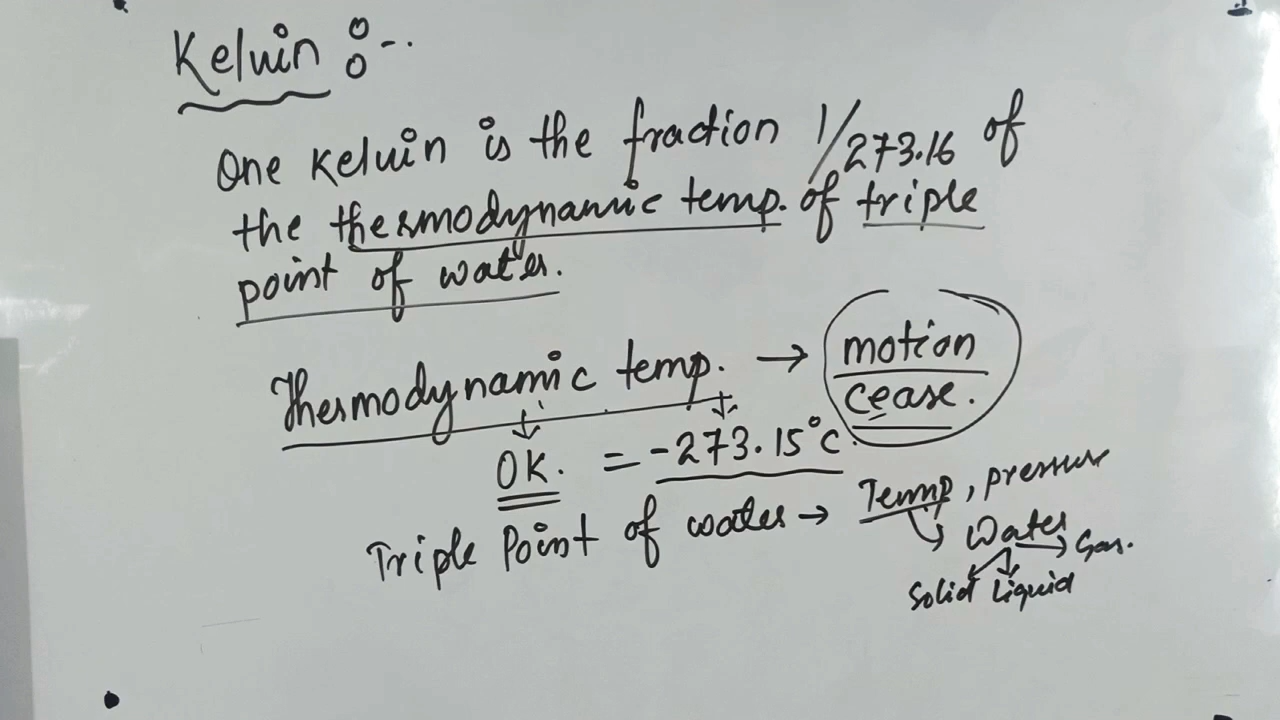 Kelvin :-
One Kelvin is the fraction 1/273.16 of
the thermodynamic temp. of triple
point of water.
Thermodynamic temp. → motion
cease.
0K. = -273.15°C.
Triple Point of water → Temp, pressure
Water
Gas.
Solid Liquid